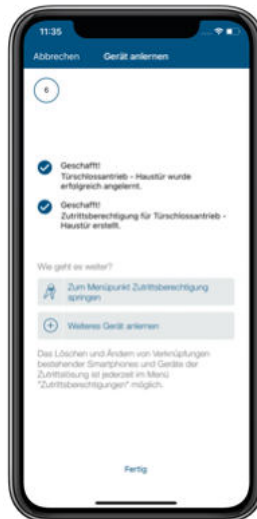 11:35
Abbrechen Gerät anlernen
6
Geschafft!
Türschlossantrieb - Haustür wurde
erfolgreich angelernt.
Geschafft!
Zutrittsberechtigung für Türschlossantrieb -
Haustür erstellt.
Wie geht es weiter?
Zum Menüpunkt Zutrittsberechtigung
springen
Weiteres Gerät anlernen
Das Löschen und Ändern von Verknüpfungen
bestehender Smartphones und Geräte der
Zutrittslösung ist jederzeit im Menü
"Zutrittsberechtigungen" möglich.
Fertig